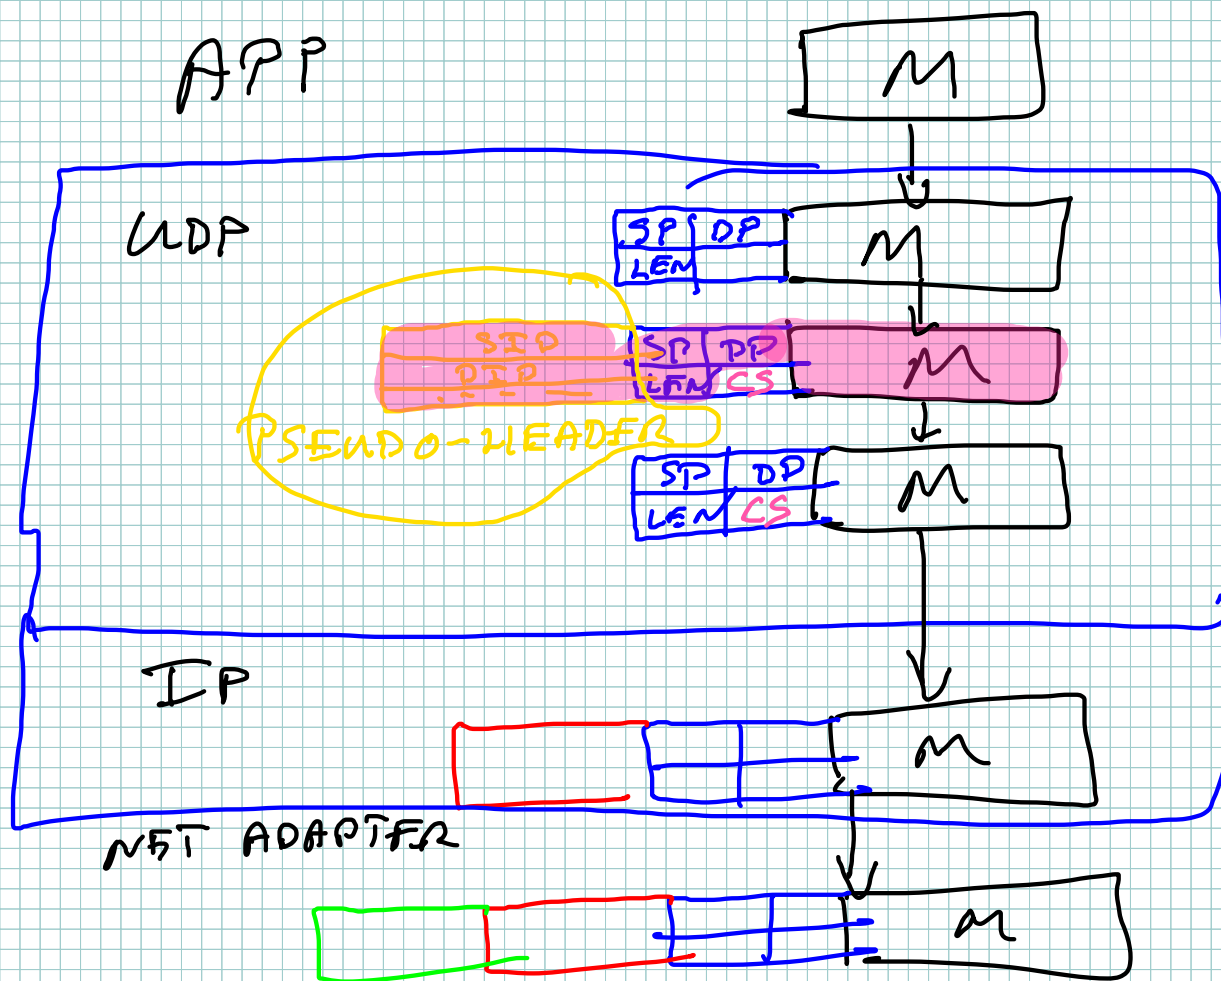 APP
M
UDP
SP DP
M
LEN
SID
SP DP
M
DIP
LEN CS
PSEUDO-HEADER
SP DP
M
LEN CS
IP
M
NET ADAPTER
M